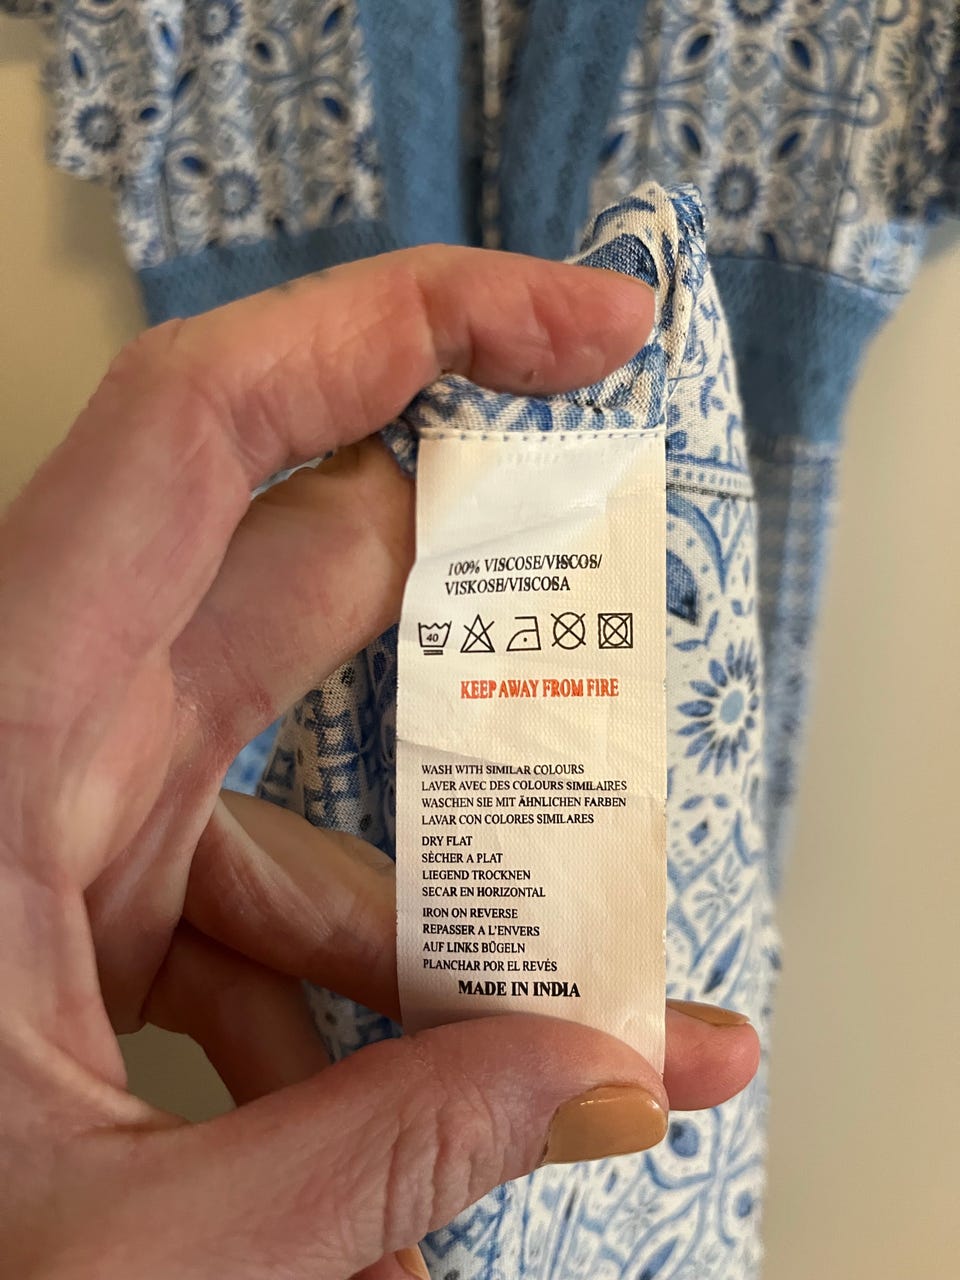 100% VISCOSE/VISCOS/
VISKOSE/VISCOSA
40
KEEP AWAY FROM FIRE
WASH WITH SIMILAR COLOURS
LAVER AVEC DES COLOURS SIMILAIRES
WASCHEN SIE MIT ÄHNLICHEN FARBEN
LAVAR CON COLORES SIMILARES
DRY FLAT
SÈCHER A PLAT
LIEGEND TROCKNEN
SECAR EN HORIZONTAL
IRON ON REVERSE
REPASSER A L'ENVERS
AUF LINKS BÜGELN
PLANCHAR POR EL REVÉS
MADE IN INDIA